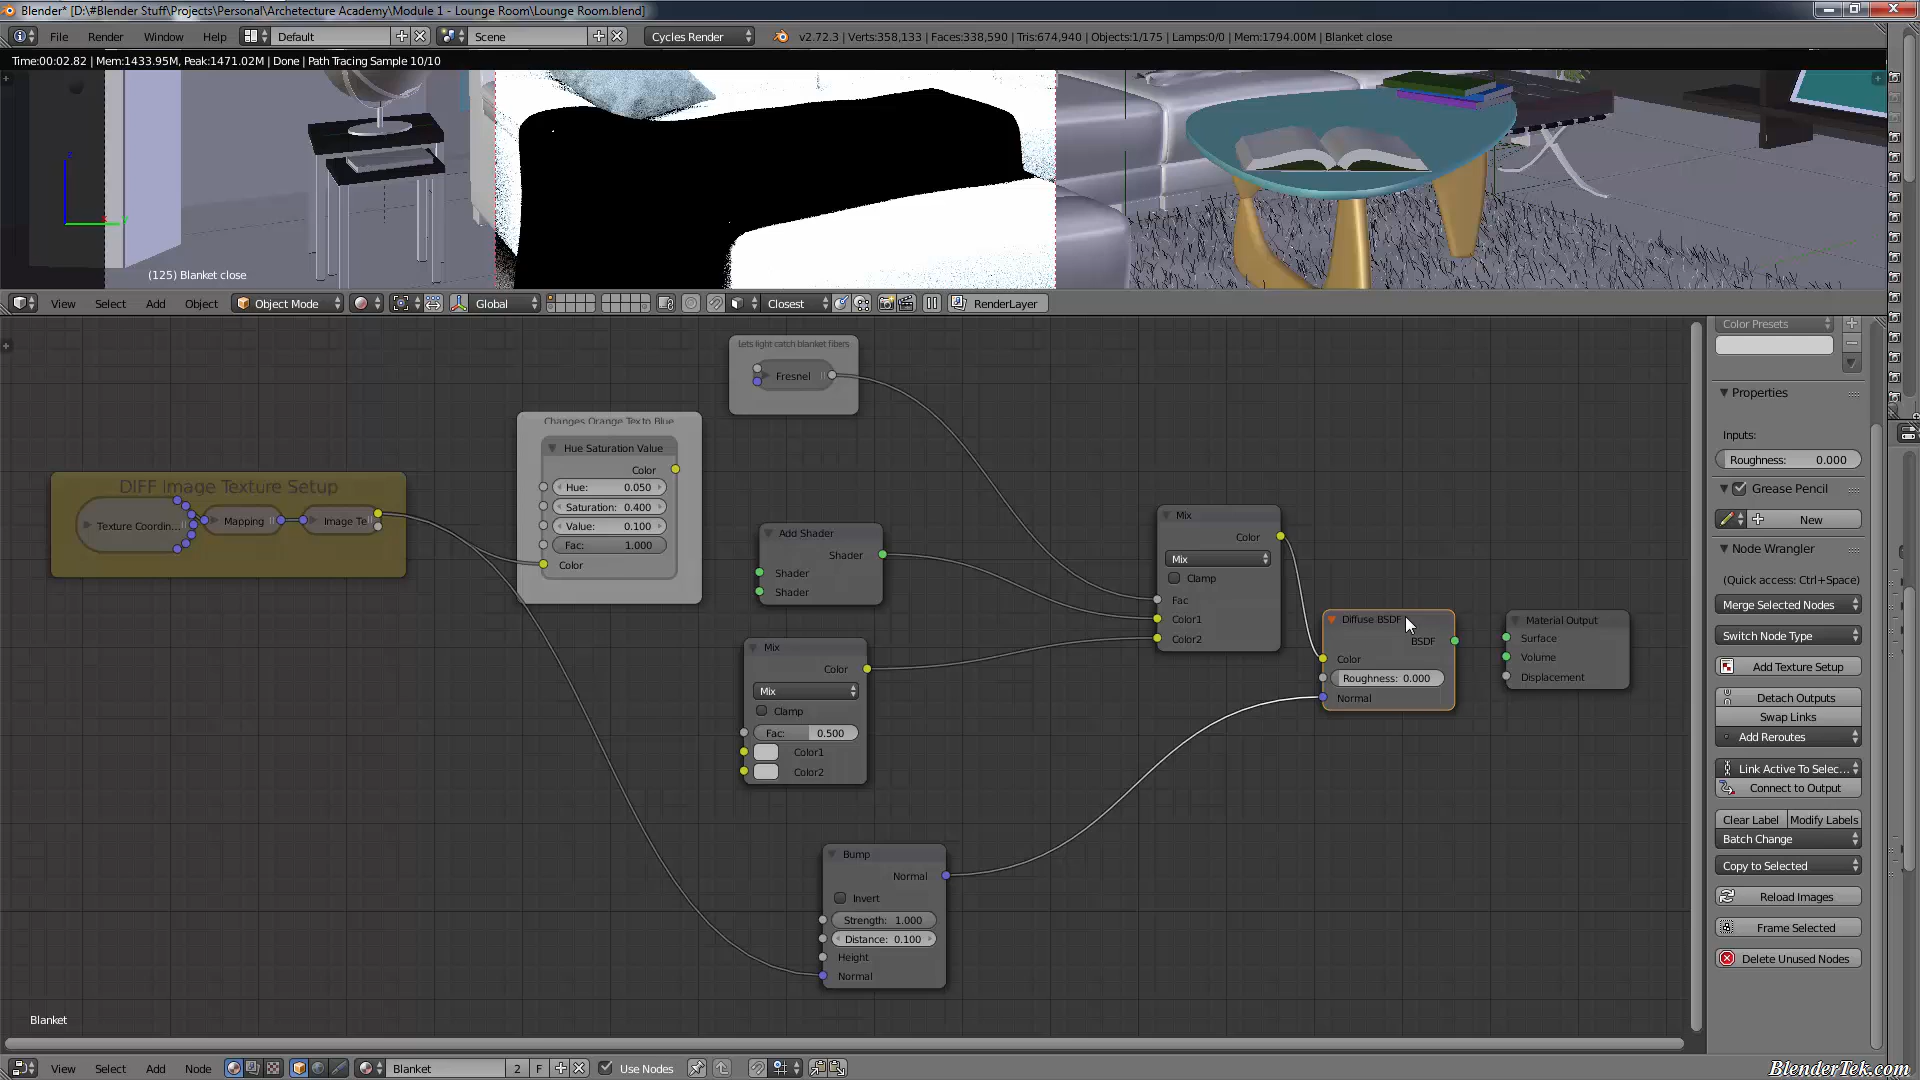 Blender* [D:\#Blender Stuff\Projects\Personal\Archetecture Academy\Module 1 - Lounge Room\Lounge Room.blend]
File Render Window Help Default Scene Cycles Render v2.72.3 | Verts:358,133 | Faces:338,590 | Tris:674,940 | Objects:1/175 | Lamps:0/0 | Mem:1794.00M | Blanket close
Time:00:02.82 | Mem:1433.95M, Peak:1471.02M | Done | Path Tracing Sample 10/10
z
x y
(125) Blanket close
View Select Add Object Object Mode Global Closest RenderLayer
Lets light catch blanket fibers
Fresnel
Changes Orange Tex to Blue
Hue Saturation Value
Color
Hue: 0.050
Saturation: 0.400
Value: 0.100
Fac: 1.000
Color
DIFF Image Texture Setup
Texture Coordin... Mapping Image Te
Add Shader
Shader
Shader
Shader
Mix
Color
Mix
Clamp
Fac: 0.500
Color1
Color2
Bump
Normal
Invert
Strength: 1.000
Distance: 0.100
Height
Normal
Mix
Color
Mix
Clamp
Fac
Color1
Color2
Diffuse BSDF
BSDF
Color
Roughness: 0.000
Normal
Material Output
Surface
Volume
Displacement
Color Presets
Properties
Inputs:
Roughness: 0.000
Grease Pencil
New
Node Wrangler
(Quick access: Ctrl+Space)
Merge Selected Nodes
Switch Node Type
Add Texture Setup
Detach Outputs
Swap Links
Add Reroutes
Link Active To Selec...
Connect to Output
Clear Label Modify Labels
Batch Change
Copy to Selected
Reload Images
Frame Selected
Delete Unused Nodes
Blanket
View Select Add Node Blanket 2 F Use Nodes
BlenderTek.com